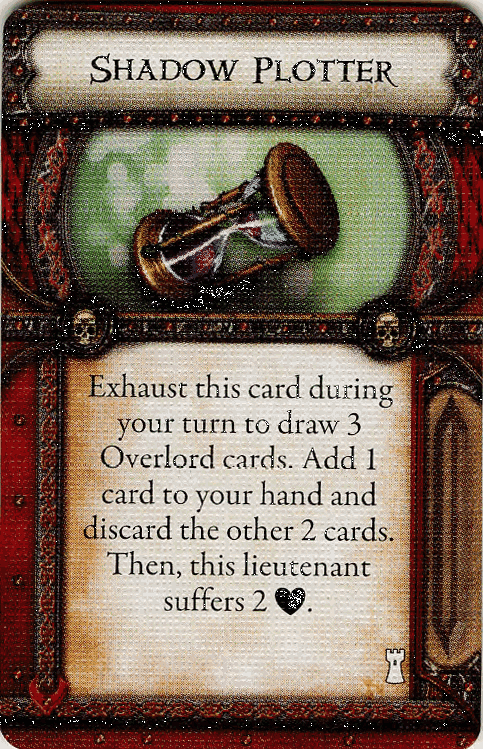 Shadow Plotter
Exhaust this card during
your turn to draw 3
Overlord cards. Add 1
card to your hand and
discard the other 2 cards.
Then, this lieutenant
suffers 2 ♥.